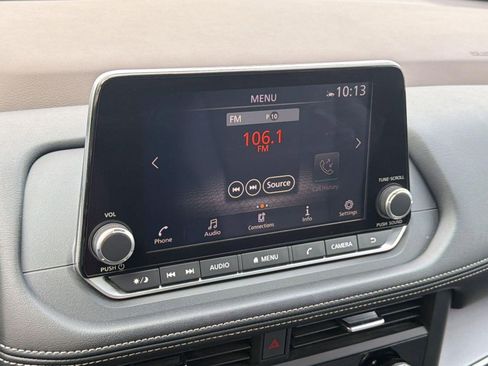 MENU 10:13
FM P10
106.1
FM
Source
Call History
VOL
TUNE·SCROLL
Phone Audio Connections Info Settings
PUSH
PUSH SOUND
AUDIO MENU CAMERA